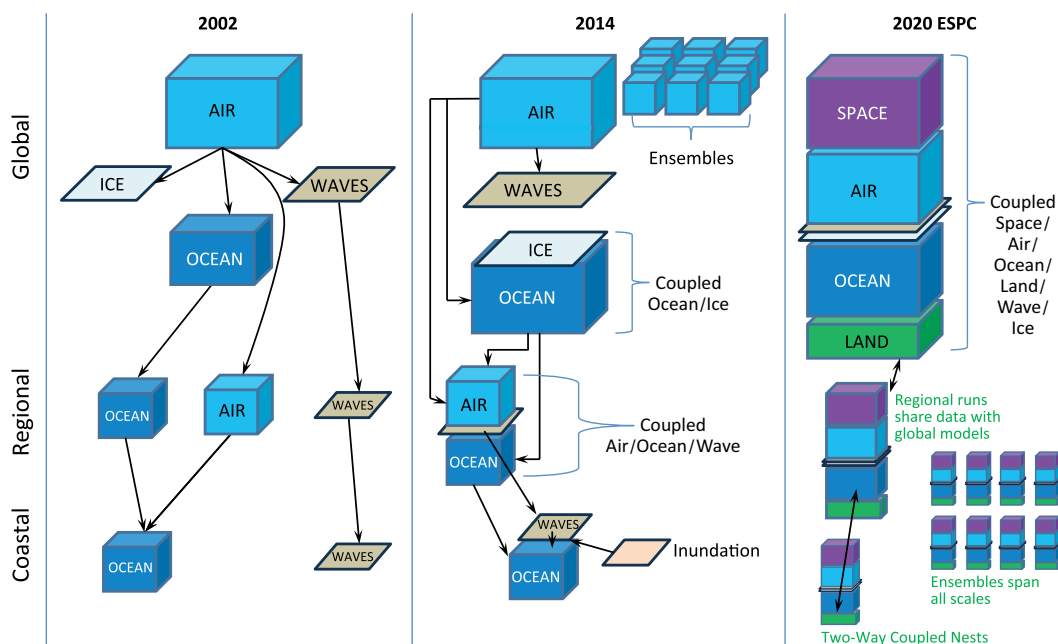 2002
2014
2020 ESPC
Global
Regional
Coastal
AIR
ICE
WAVES
OCEAN
OCEAN
AIR
WAVES
OCEAN
WAVES
AIR
Ensembles
WAVES
ICE
OCEAN
Coupled
Ocean/Ice
AIR
OCEAN
Coupled
Air/Ocean/Wave
WAVES
OCEAN
Inundation
SPACE
AIR
OCEAN
LAND
Coupled
Space/
Air/
Ocean/
Land/
Wave/
Ice
Regional runs
share data with
global models
Ensembles span
all scales
Two-Way Coupled Nests